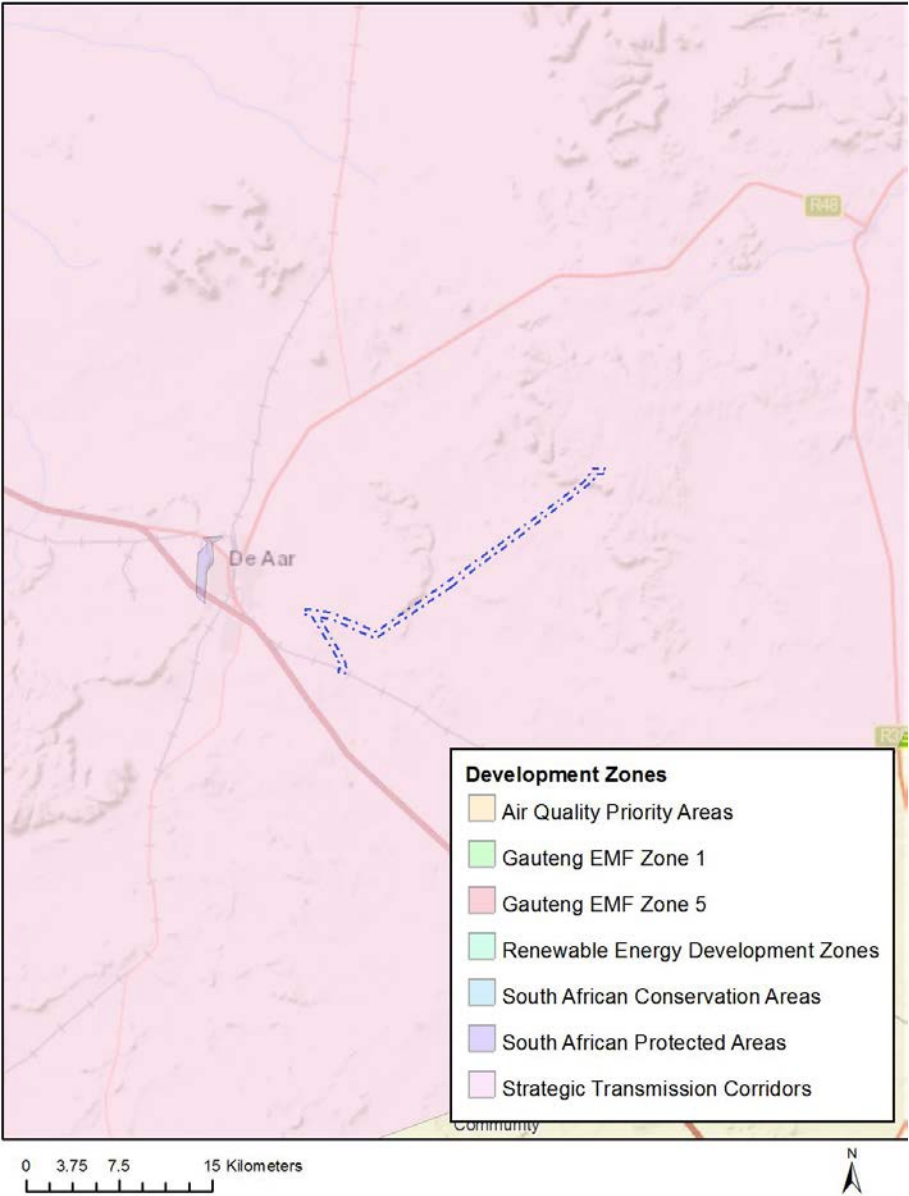 R48
De Aar
Development Zones
Air Quality Priority Areas
Gauteng EMF Zone 1
Gauteng EMF Zone 5
Renewable Energy Development Zones
South African Conservation Areas
South African Protected Areas
Strategic Transmission Corridors
Community
0 3.75 7.5 15 Kilometers
N